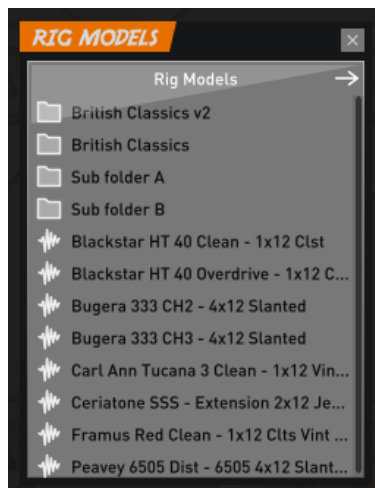 RIG MODELS
Rig Models
British Classics v2
British Classics
Sub folder A
Sub folder B
Blackstar HT 40 Clean - 1x12 Clst
Blackstar HT 40 Overdrive - 1x12 C...
Bugera 333 CH2 - 4x12 Slanted
Bugera 333 CH3 - 4x12 Slanted
Carl Ann Tucana 3 Clean - 1x12 Vin...
Ceriatone SSS - Extension 2x12 Je...
Framus Red Clean - 1x12 Clts Vint ...
Peavey 6505 Dist - 6505 4x12 Slant...